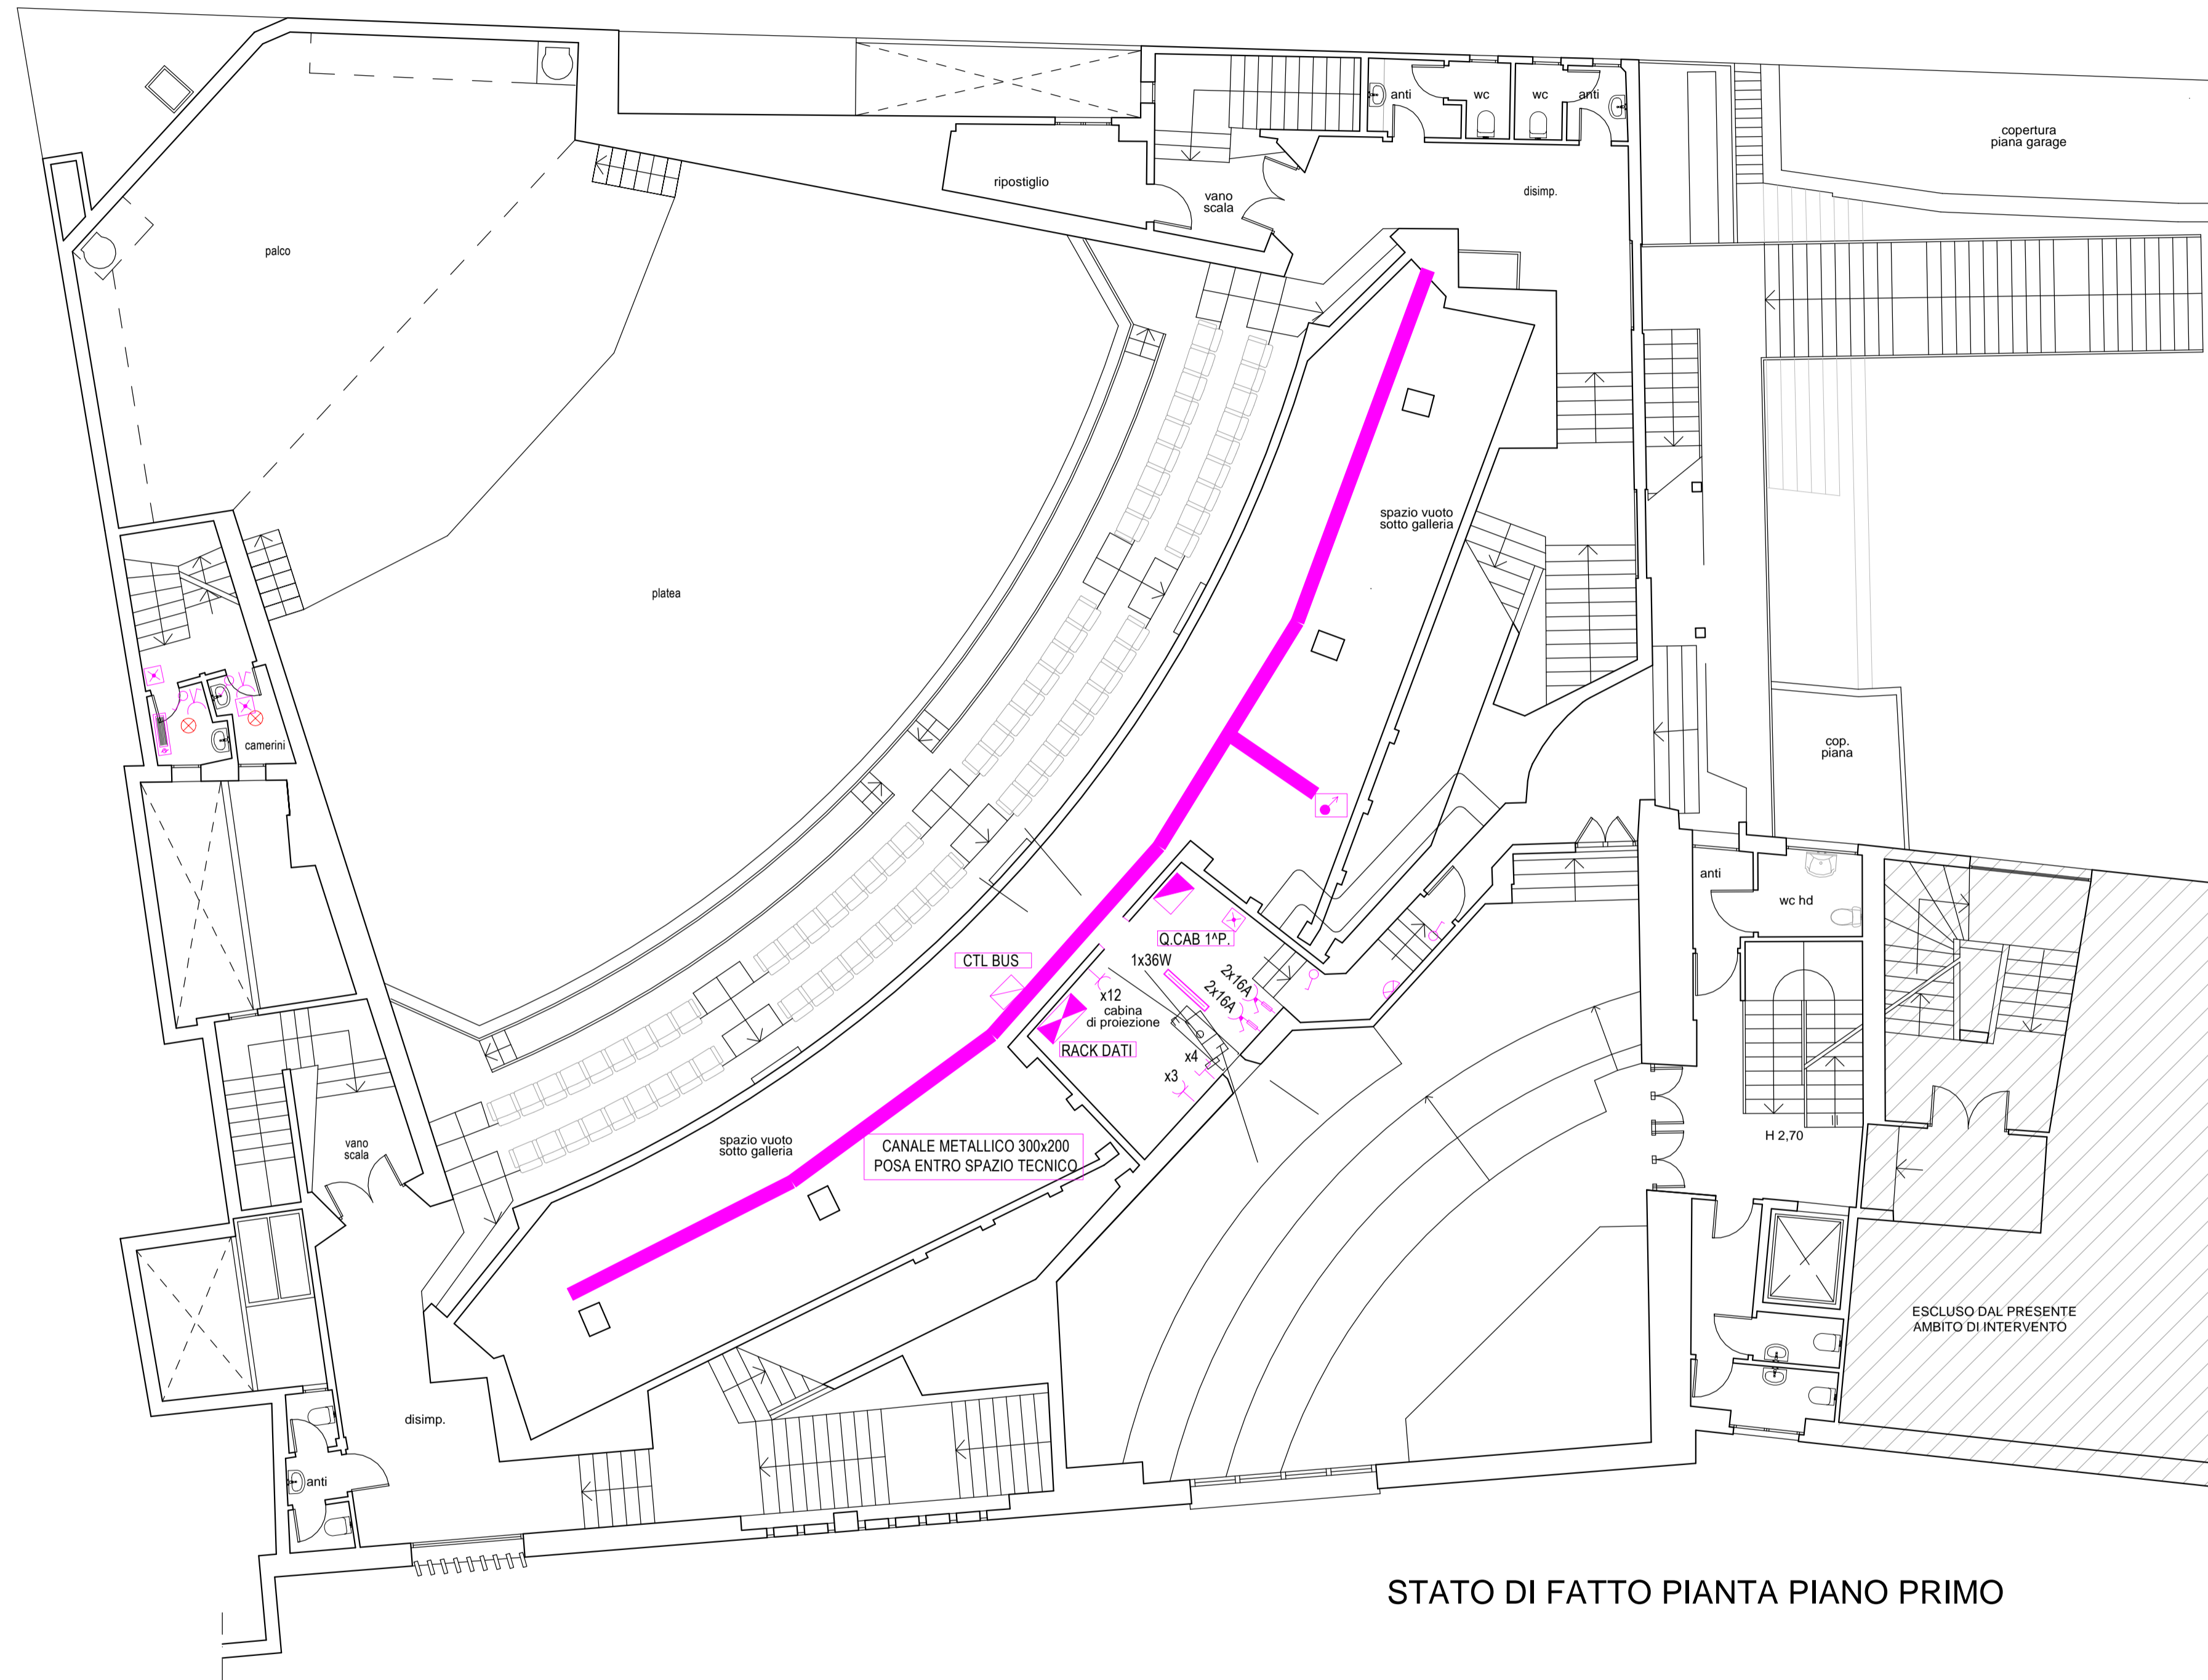 anti
wc
wc
anti
copertura
piana garage
ripostiglio
vano
scala
disimp.
palco
spazio vuoto
sotto galleria
platea
camerini
cop.
piana
anti
wc hd
Q.CAB 1^P.
CTL BUS
1x36W
2x16A
2x16A
x12
cabina
di proiezione
RACK DATI
x4
x3
H 2,70
vano
scala
spazio vuoto
sotto galleria
CANALE METALLICO 300x200
POSA ENTRO SPAZIO TECNICO
ESCLUSO DAL PRESENTE
AMBITO DI INTERVENTO
disimp.
anti
STATO DI FATTO PIANTA PIANO PRIMO